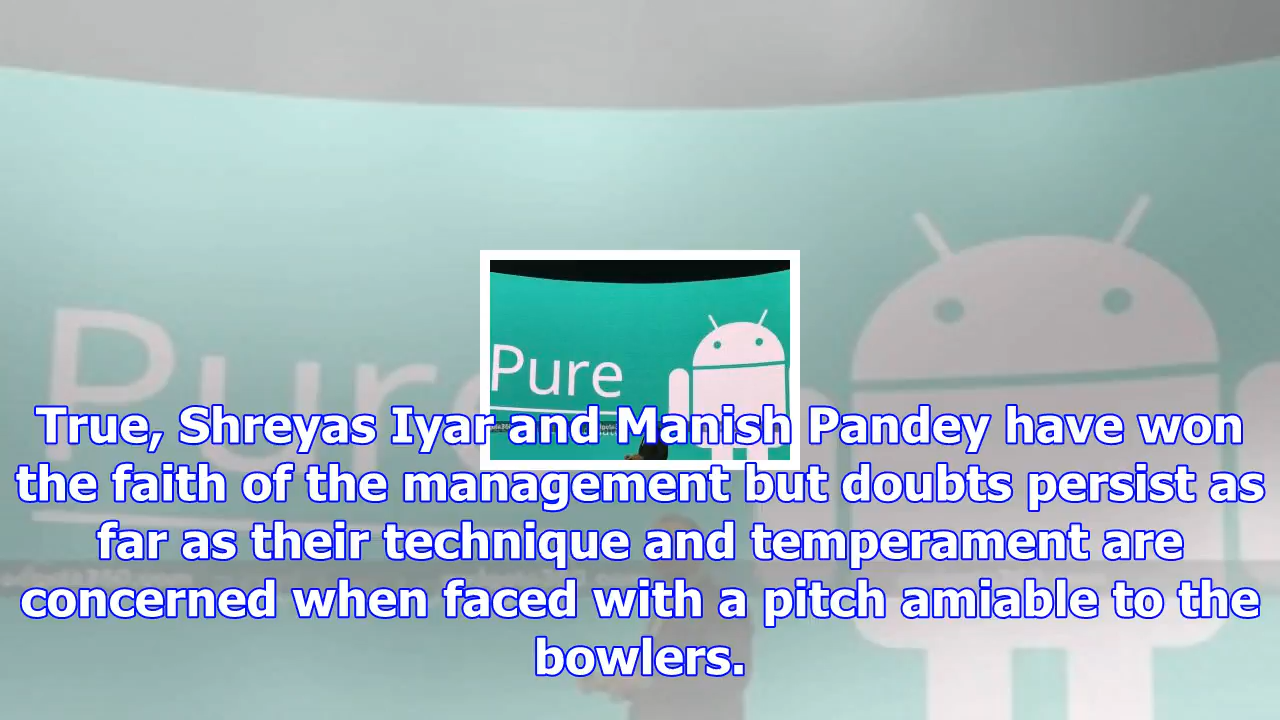 Pure
Pure
True, Shreyas Iyar and Manish Pandey have won
the faith of the management but doubts persist as
far as their technique and temperament are
concerned when faced with a pitch amiable to the
bowlers.